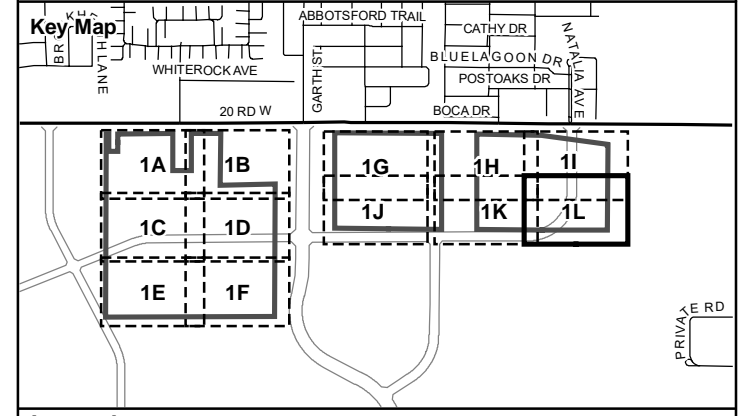 Key Map
ABBOTSFORD TRAIL
CATHY DR
NATALIA AVE
BLUELAGOON DR
WHITEROCK AVE
GARTH ST
POSTOAKS DR
20 RD W
BOCA DR
1A
1B
1G
1H
1I
1C
1D
1J
1K
1L
1E
1F
PRIVATE RD